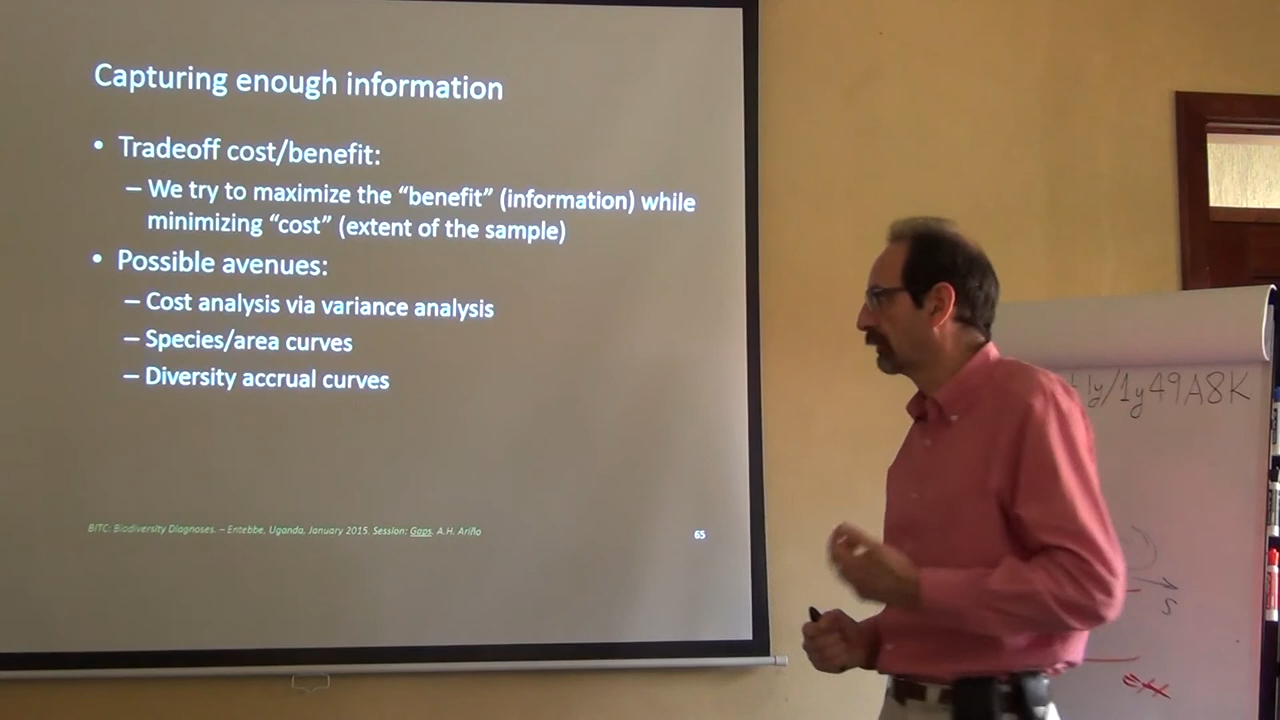 Capturing enough information
• Tradeoff cost/benefit:
– We try to maximize the “benefit” (information) while
minimizing “cost” (extent of the sample)
• Possible avenues:
– Cost analysis via variance analysis
– Species/area curves
– Diversity accrual curves
BITC: Biodiversity Diagnoses. – Entebbe, Uganda, January 2015. Session: Gaps. A.H. Ariño
65
ly/1y49A8K
S